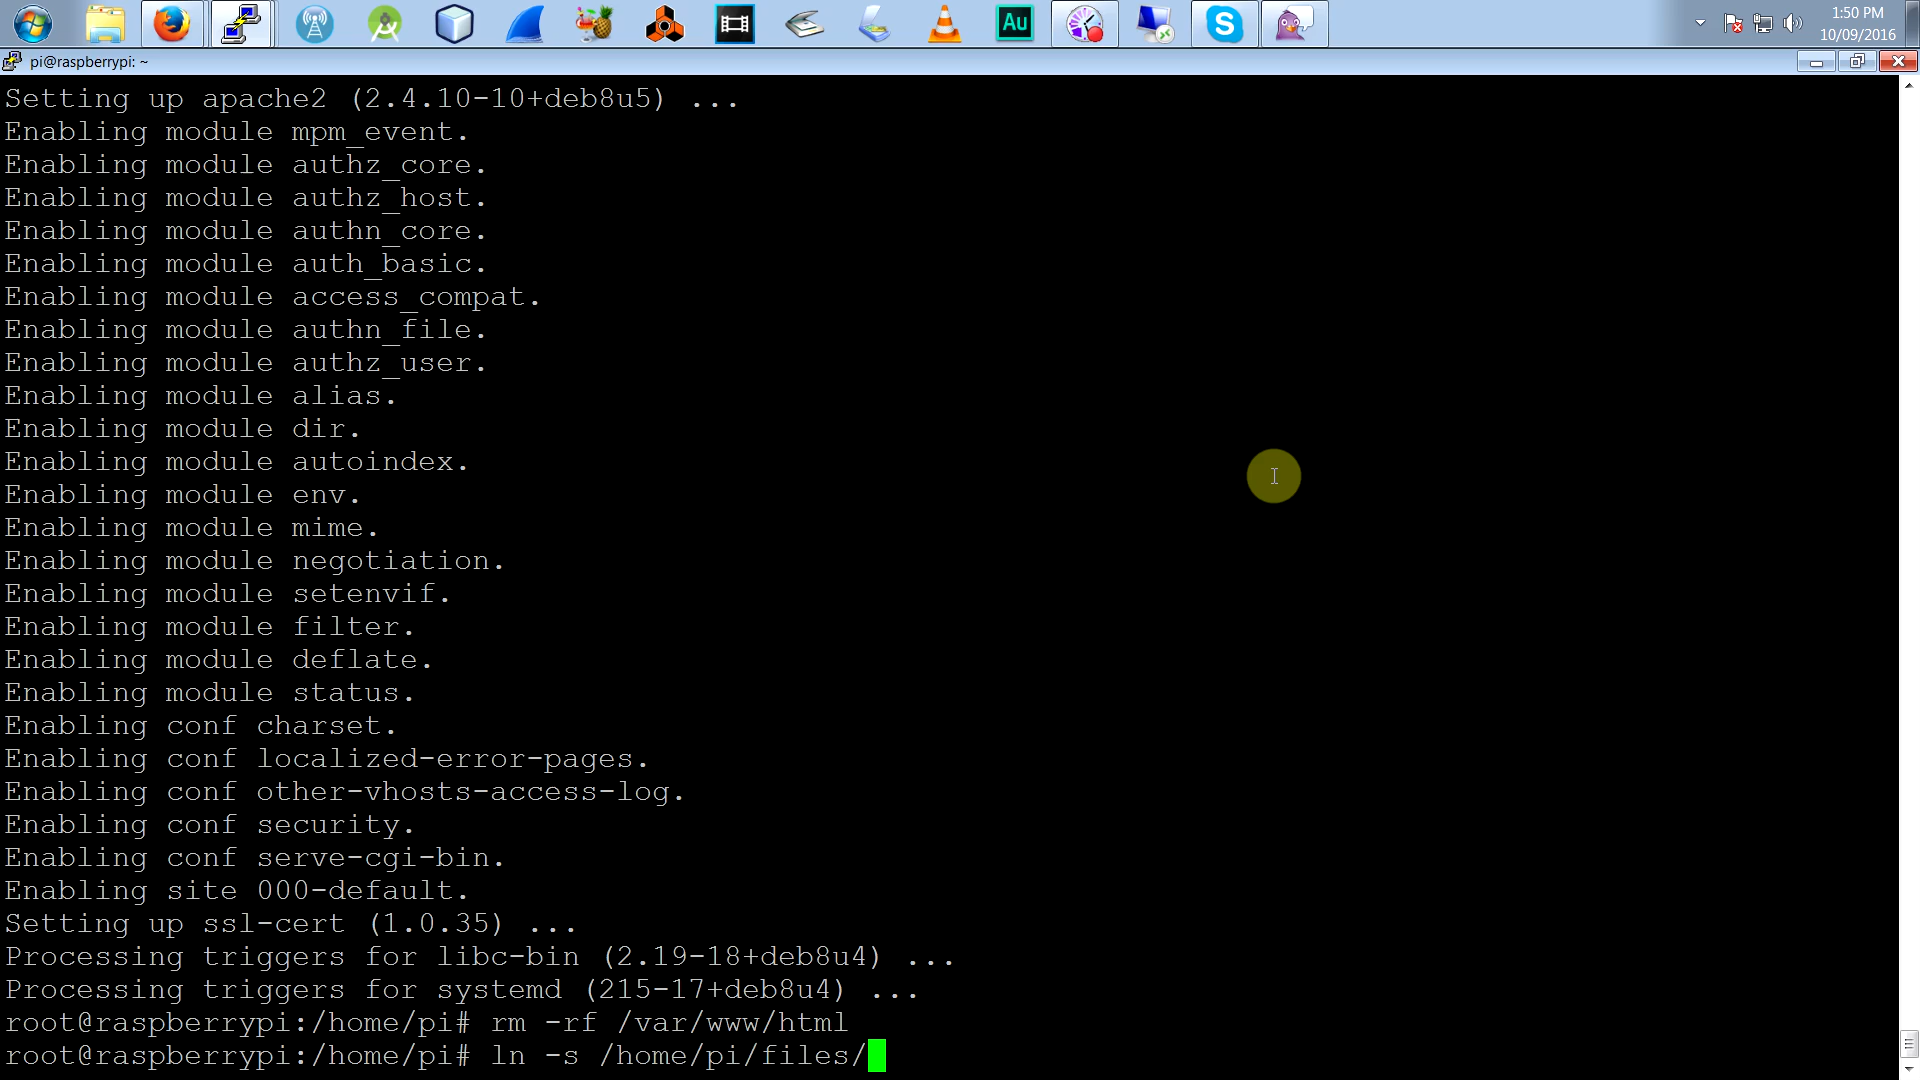 1:50 PM
10/09/2016
Au
pi@raspberrypi: ~
Setting up apache2 (2.4.10-10+deb8u5) ...
Enabling module mpm_event.
Enabling module authz_core.
Enabling module authz_host.
Enabling module authn_core.
Enabling module auth_basic.
Enabling module access_compat.
Enabling module authn_file.
Enabling module authz_user.
Enabling module alias.
Enabling module dir.
Enabling module autoindex.
Enabling module env.
Enabling module mime.
Enabling module negotiation.
Enabling module setenvif.
Enabling module filter.
Enabling module deflate.
Enabling module status.
Enabling conf charset.
Enabling conf localized-error-pages.
Enabling conf other-vhosts-access-log.
Enabling conf security.
Enabling conf serve-cgi-bin.
Enabling site 000-default.
Setting up ssl-cert (1.0.35) ...
Processing triggers for libc-bin (2.19-18+deb8u4) ...
Processing triggers for systemd (215-17+deb8u4) ...
root@raspberrypi:/home/pi# rm -rf /var/www/html
root@raspberrypi:/home/pi# ln -s /home/pi/files/